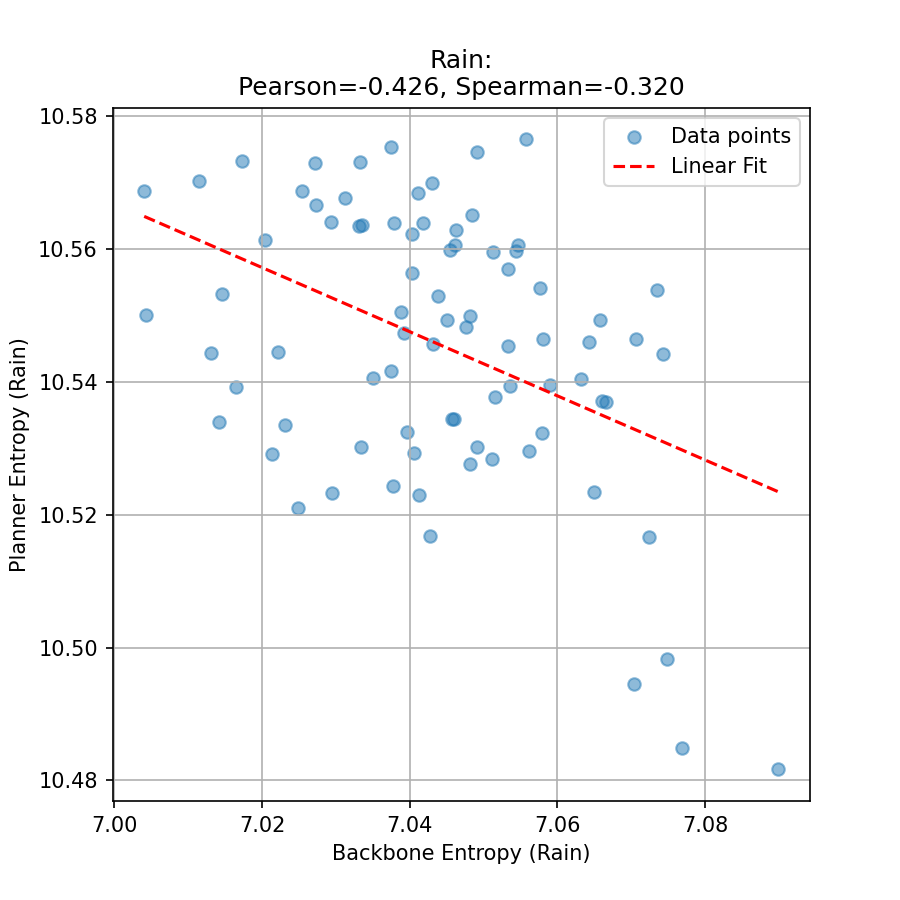 Rain:
Pearson=-0.426, Spearman=-0.320
Data points
Linear Fit
10.58
10.56
10.54
10.52
10.50
10.48
Planner Entropy (Rain)
7.00 7.02 7.04 7.06 7.08
Backbone Entropy (Rain)